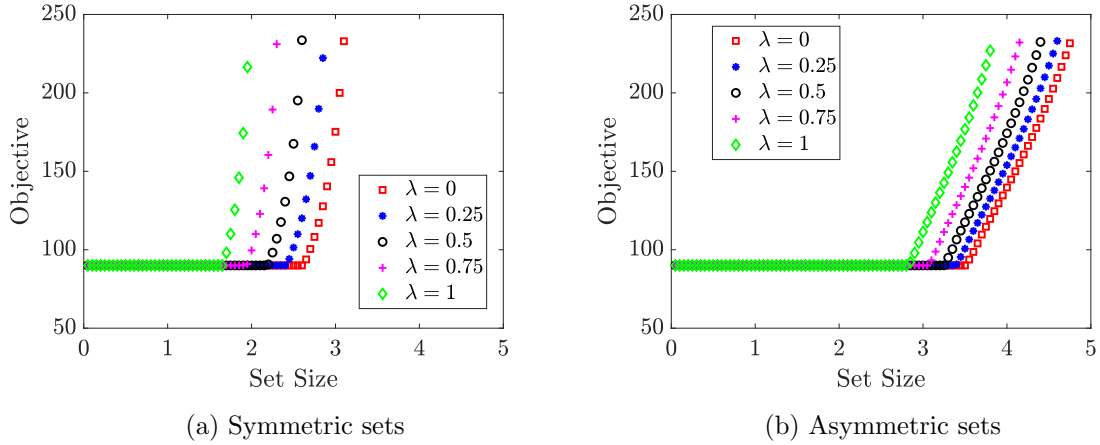 250
200
150
100
50
Objective
λ = 0
λ = 0.25
λ = 0.5
λ = 0.75
λ = 1
0 1 2 3 4 5
Set Size
(a) Symmetric sets
250
200
150
100
50
Objective
λ = 0
λ = 0.25
λ = 0.5
λ = 0.75
λ = 1
0 1 2 3 4 5
Set Size
(b) Asymmetric sets